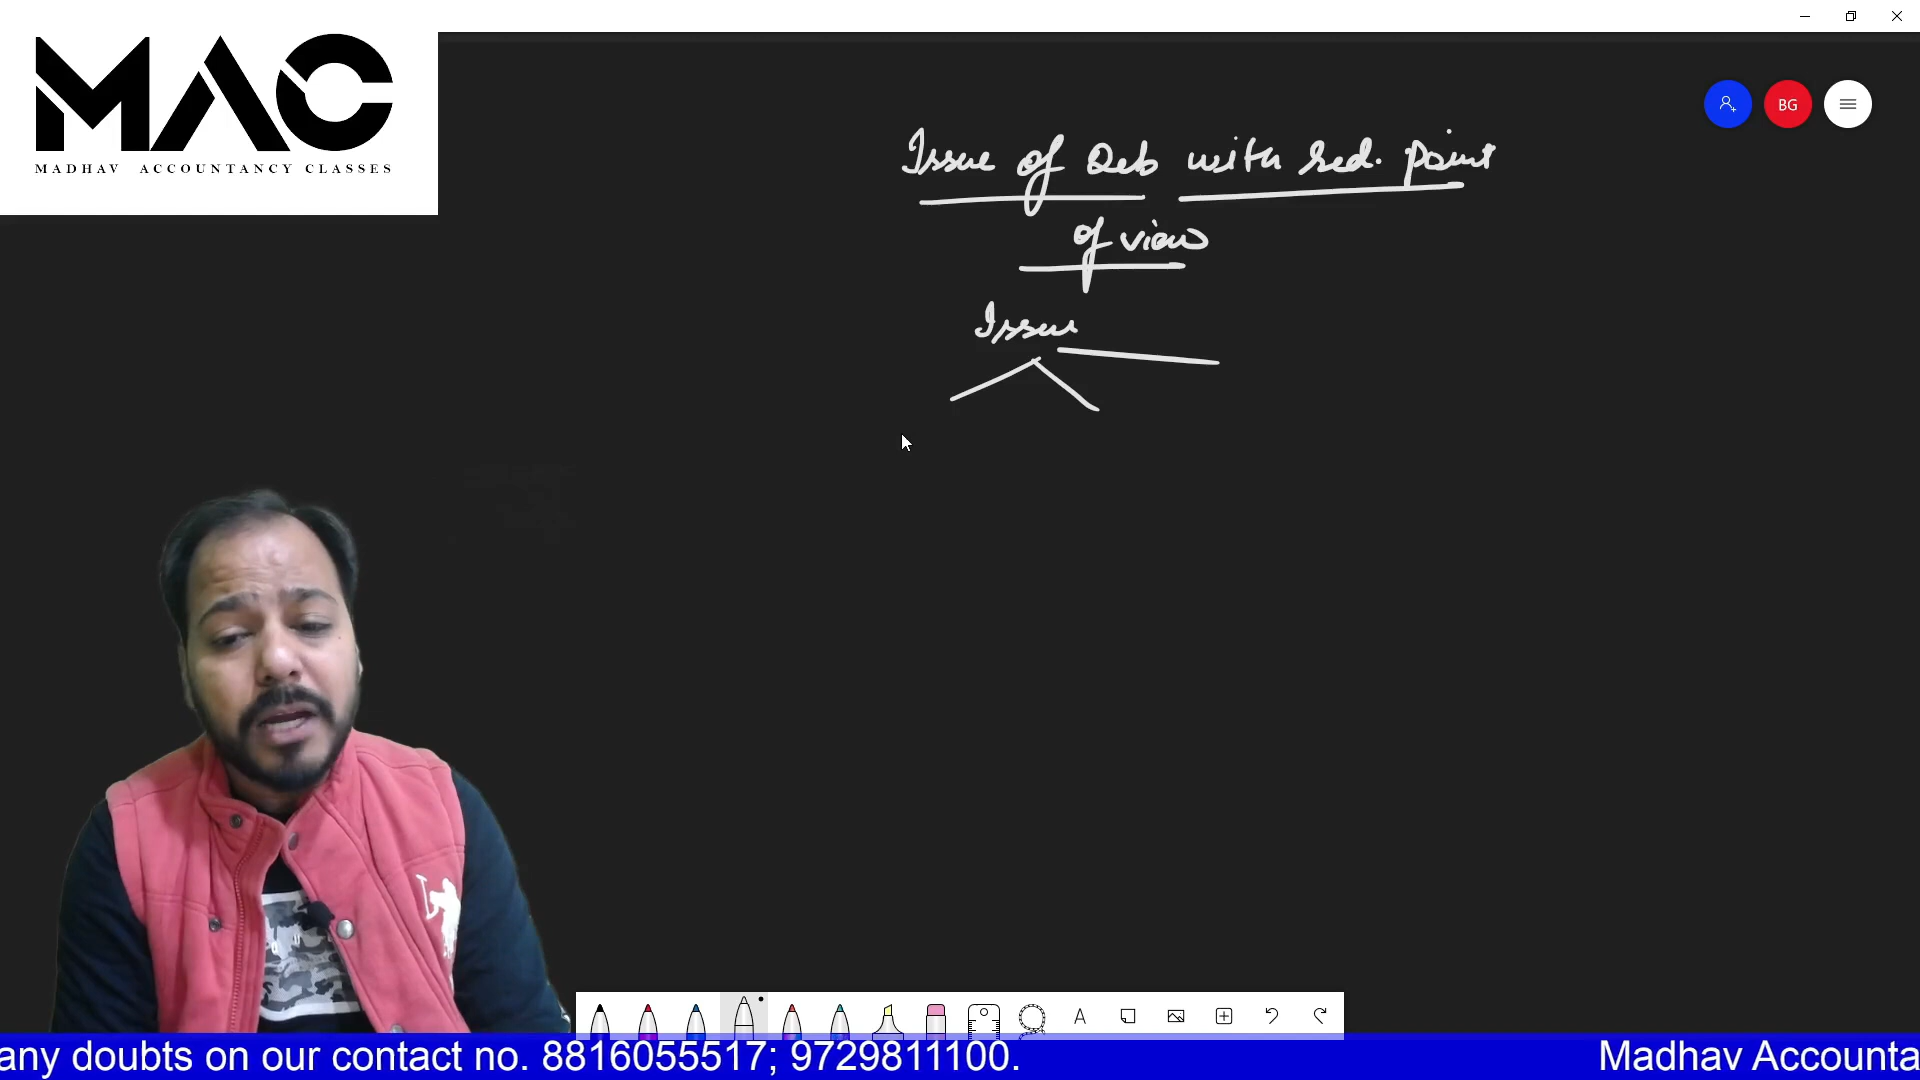 MAC
MADHAV ACCOUNTANCY CLASSES
BG
Issue of Deb with red. point
of view
Issue
A
any doubts on our contact no. 8816055517; 9729811100.
Madhav Accounta